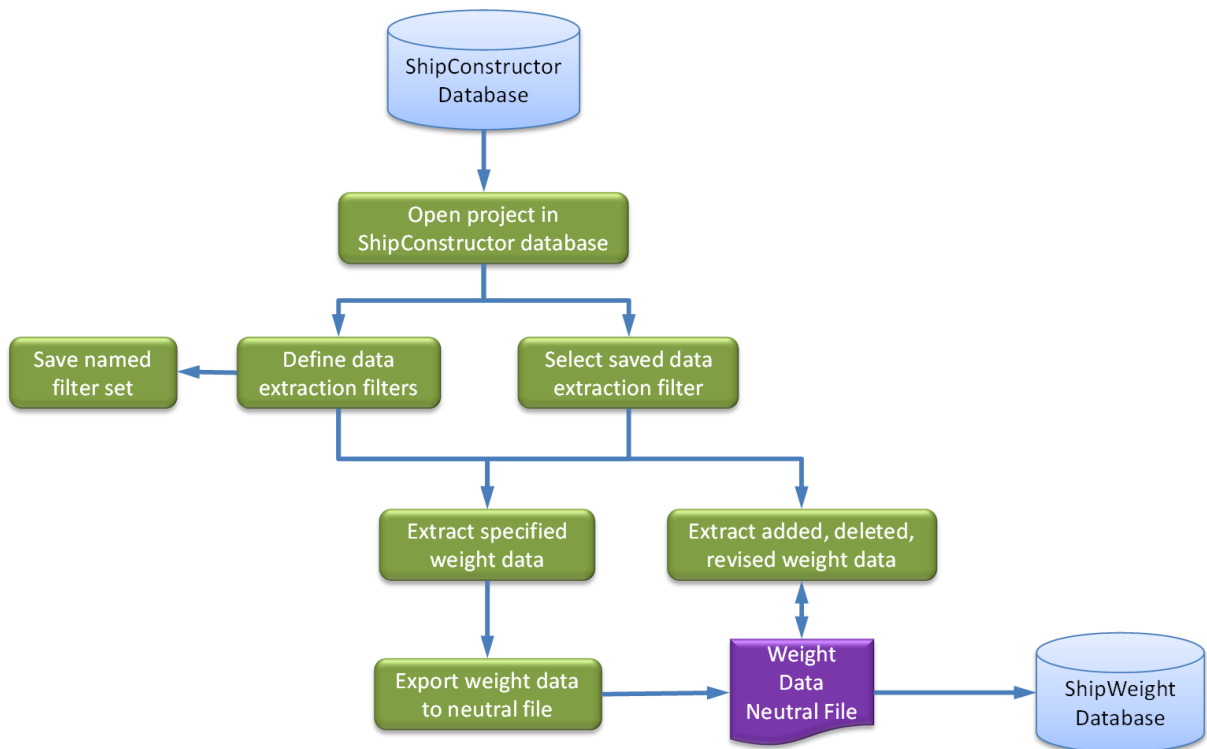 ShipConstructor
Database
Open project in
ShipConstructor database
Save named
filter set
Define data
extraction filters
Select saved data
extraction filter
Extract specified
weight data
Extract added, deleted,
revised weight data
Export weight data
to neutral file
Weight
Data
Neutral File
ShipWeight
Database